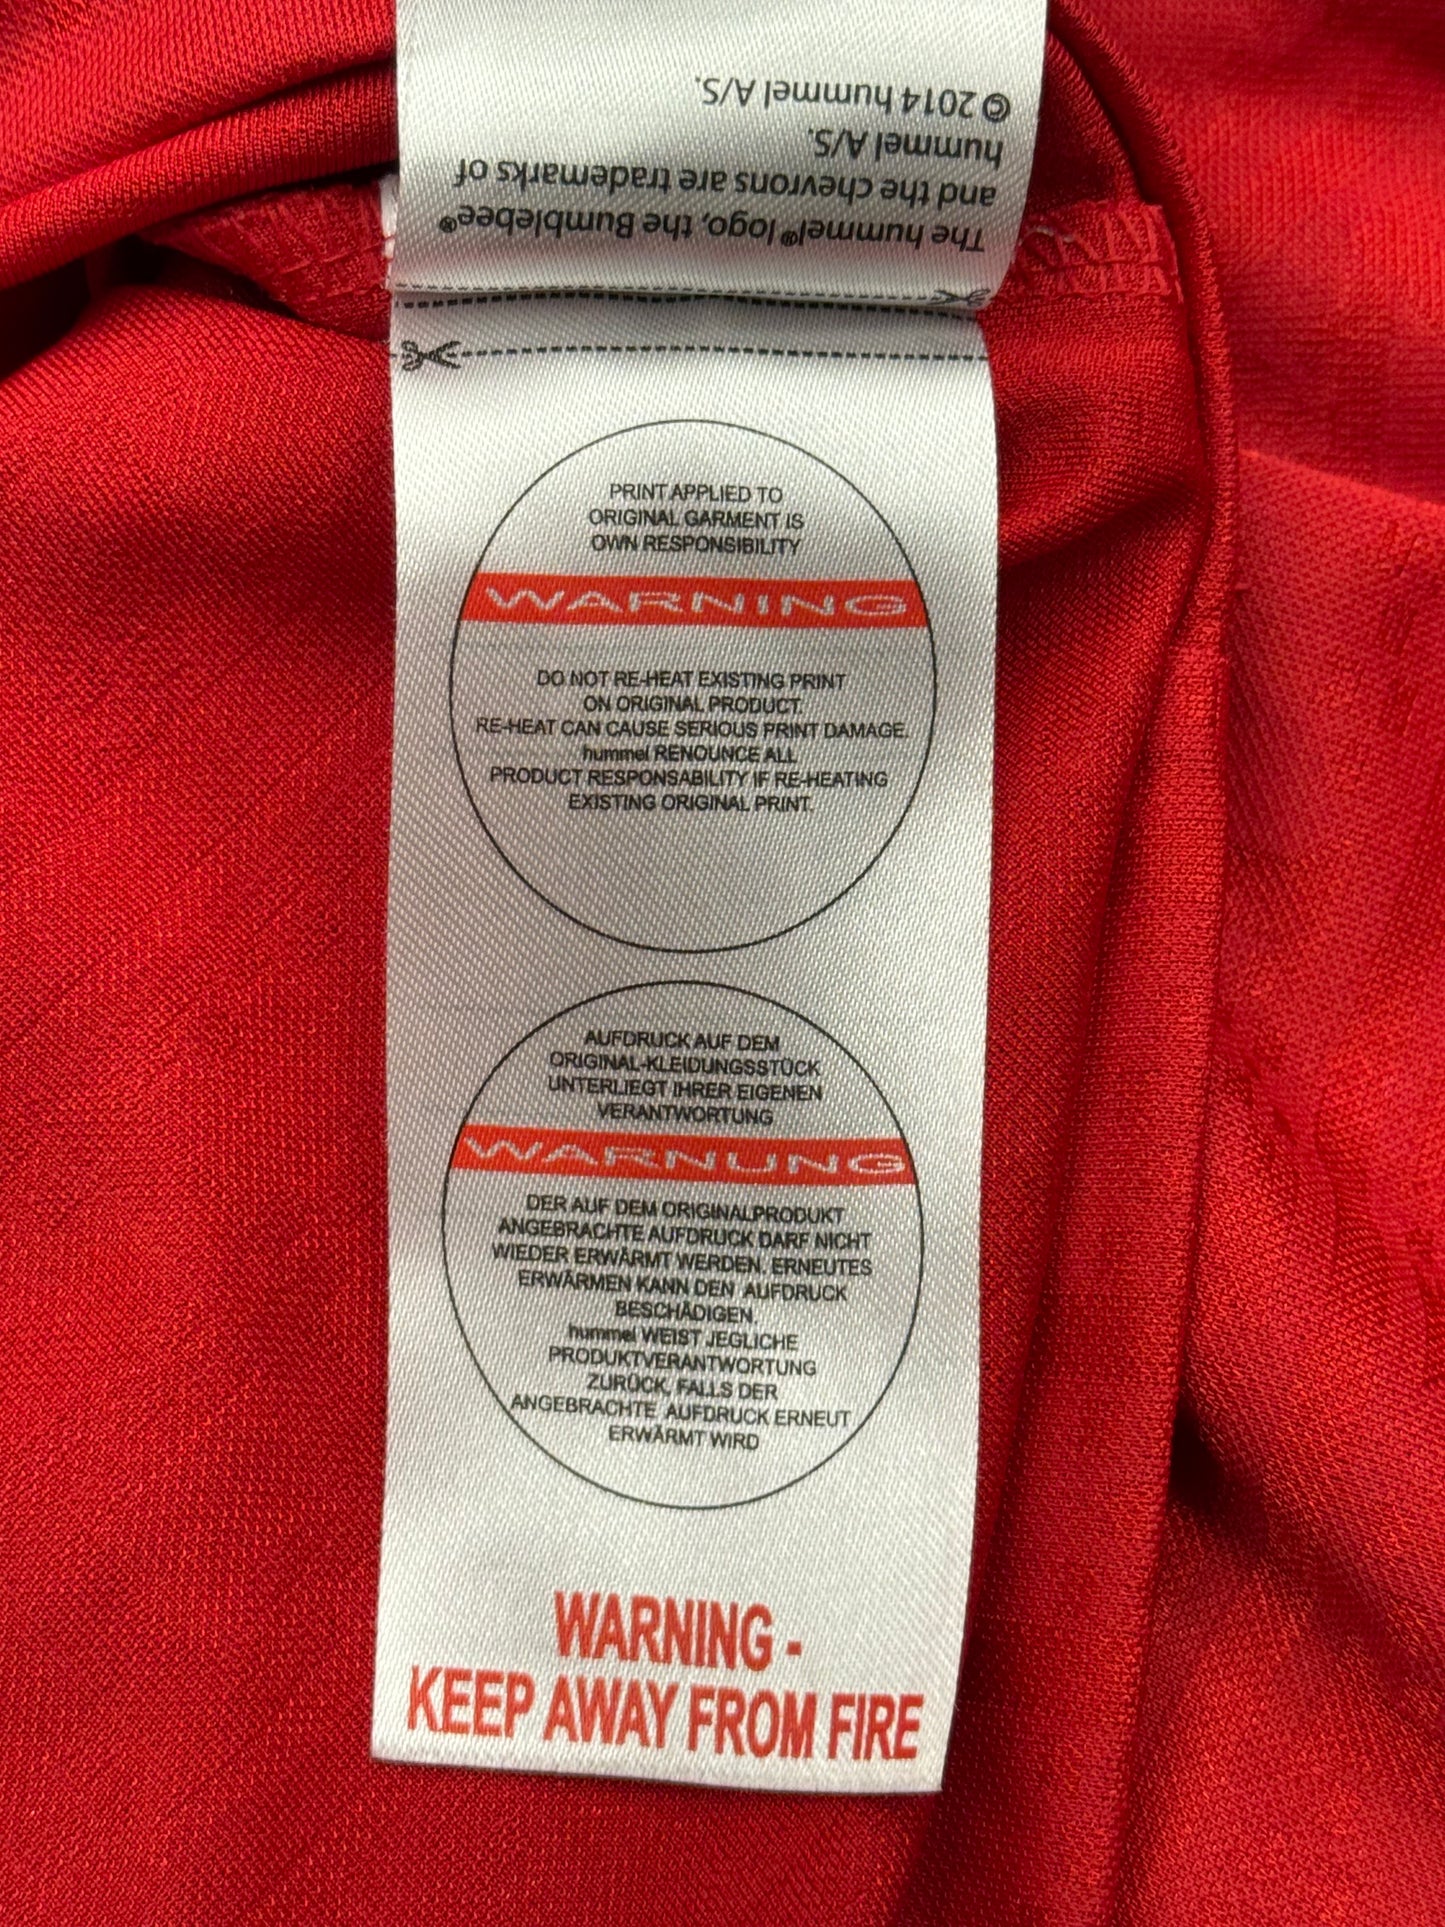 The hummel® logo, the Bumblebee®
and the chevrons are trademarks of
hummel A/S.
© 2014 hummel A/S.
PRINT APPLIED TO
ORIGINAL GARMENT IS
OWN RESPONSIBILITY
WARNING
DO NOT RE-HEAT EXISTING PRINT
ON ORIGINAL PRODUCT.
RE-HEAT CAN CAUSE SERIOUS PRINT DAMAGE.
hummel RENOUNCE ALL
PRODUCT RESPONSABILITY IF RE-HEATING
EXISTING ORIGINAL PRINT.
AUFDRUCK AUF DEM
ORIGINAL-KLEIDUNGSSTÜCK
UNTERLIEGT IHRER EIGENEN
VERANTWORTUNG
WARNUNG
DER AUF DEM ORIGINALPRODUKT
ANGEBRACHTE AUFDRUCK DARF NICHT
WIEDER ERWÄRMT WERDEN. ERNEUTES
ERWÄRMEN KANN DEN AUFDRUCK
BESCHÄDIGEN.
hummel WEIST JEGLICHE
PRODUKTVERANTWORTUNG
ZURÜCK, FALLS DER
ANGEBRACHTE AUFDRUCK ERNEUT
ERWÄRMT WIRD
WARNING -
KEEP AWAY FROM FIRE